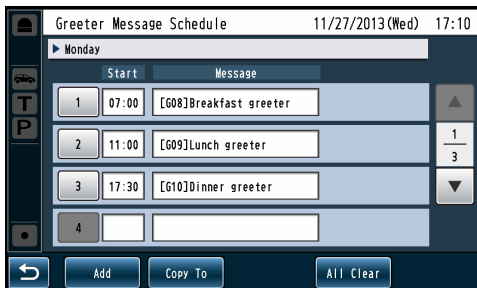 Greeter Message Schedule 11/27/2013(Wed) 17:10
Monday
Start Message
1 07:00 [G08]Breakfast greeter
2 11:00 [G09]Lunch greeter
3 17:30 [G10]Dinner greeter
4
T
P
1
3
Add Copy To All Clear